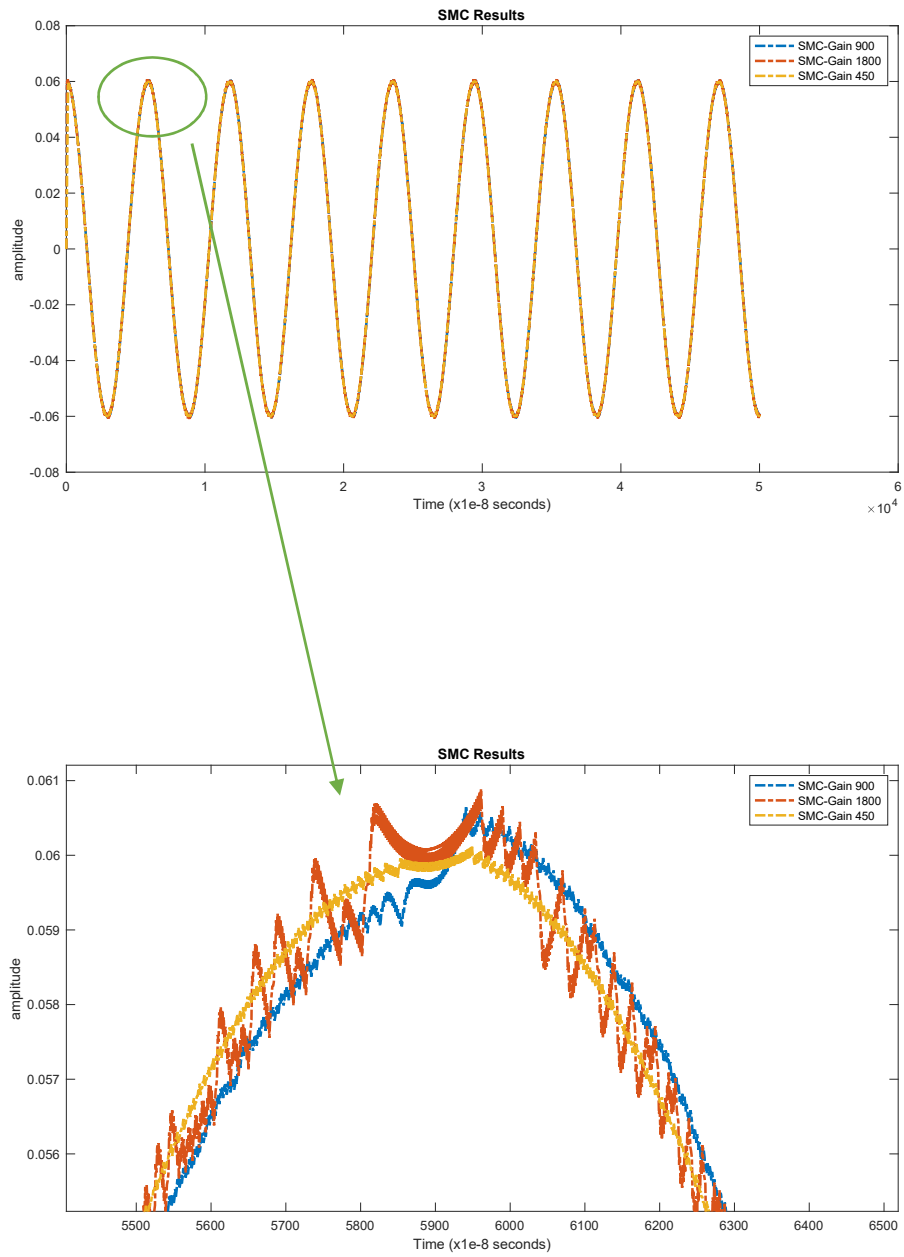 SMC Results
0.08
0.06
0.04
0.02
0
-0.02
-0.04
-0.06
-0.08
amplitude
SMC-Gain 900
SMC-Gain 1800
SMC-Gain 450
0 1 2 3 4 5 6
Time (x1e-8 seconds)
×10^4
SMC Results
0.061
0.06
0.059
0.058
0.057
0.056
amplitude
SMC-Gain 900
SMC-Gain 1800
SMC-Gain 450
5500 5600 5700 5800 5900 6000 6100 6200 6300 6400 6500
Time (x1e-8 seconds)